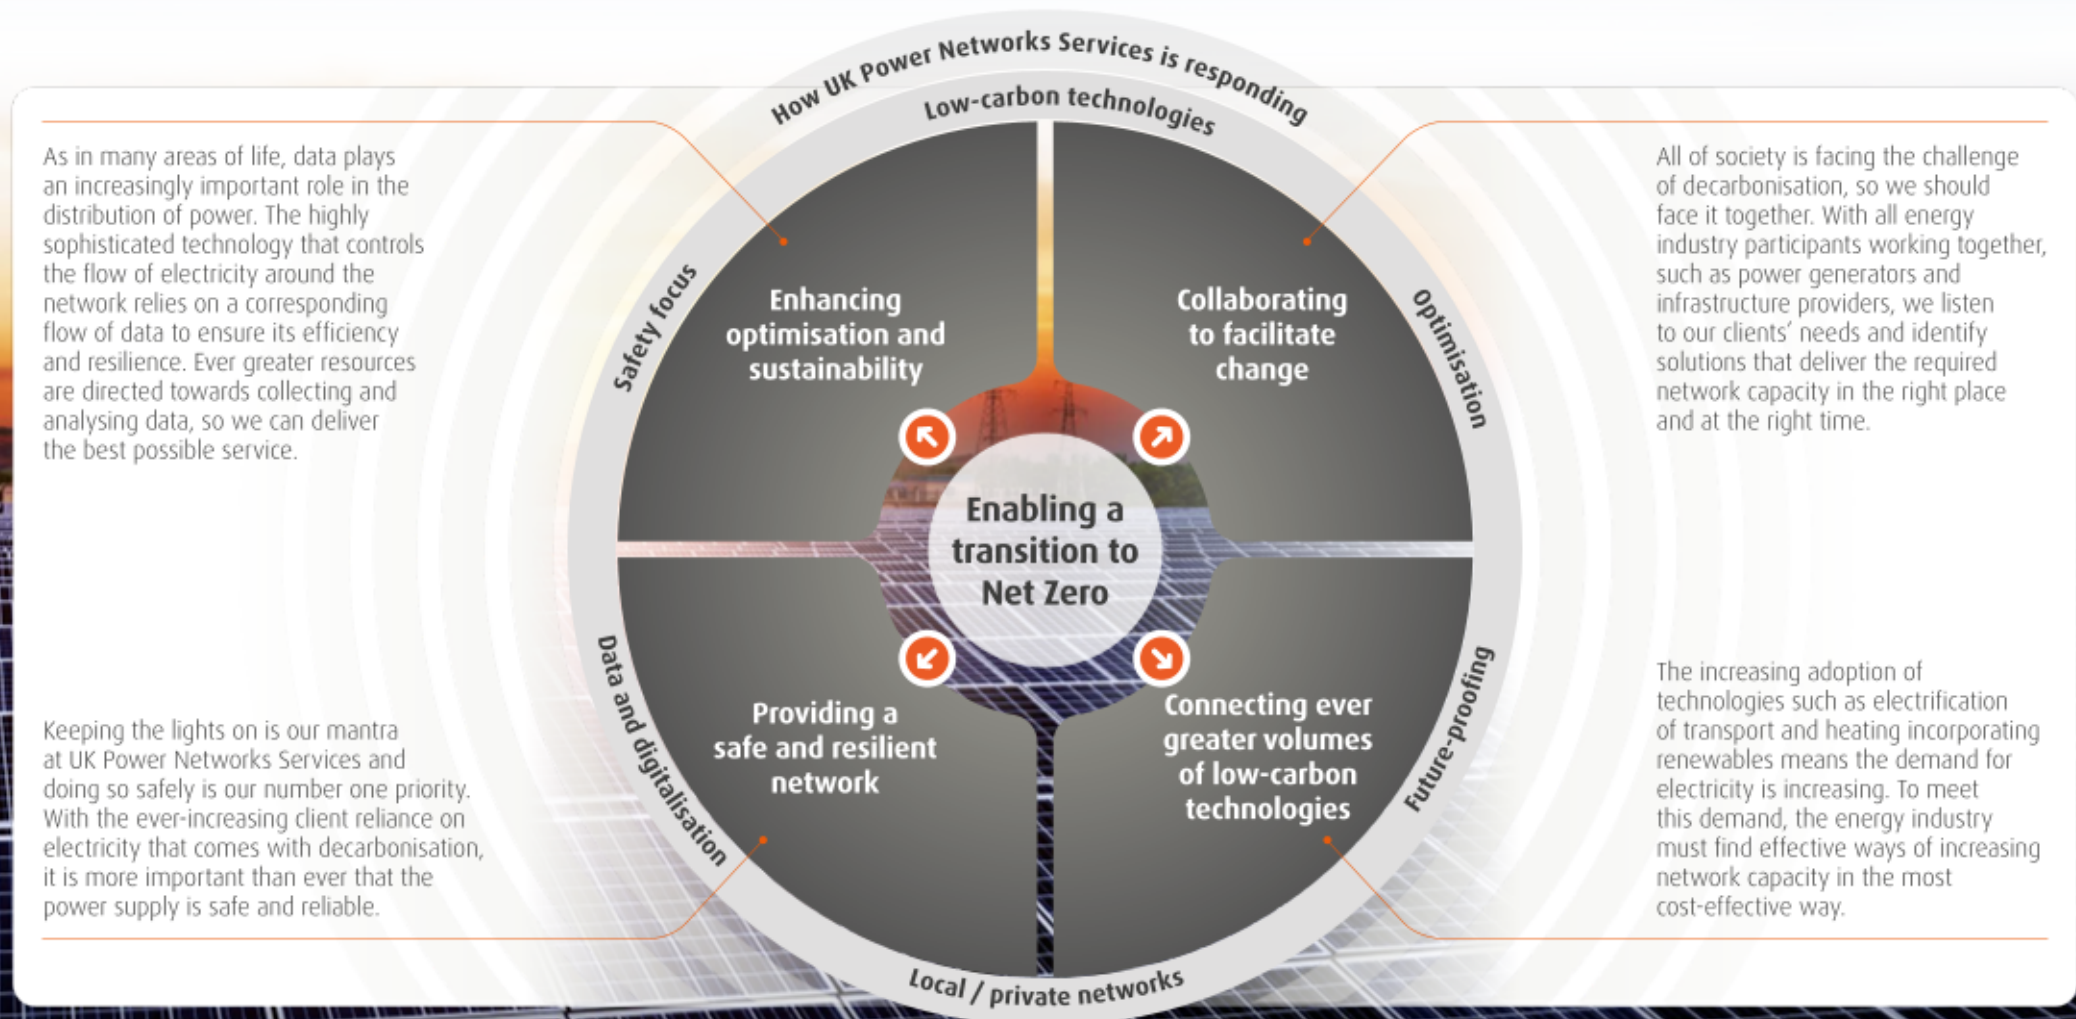 How UK Power Networks Services is responding
Low-carbon technologies
Optimisation
Future-proofing
Local / private networks
Data and digitalisation
Safety focus
As in many areas of life, data plays
an increasingly important role in the
distribution of power. The highly
sophisticated technology that controls
the flow of electricity around the
network relies on a corresponding
flow of data to ensure its efficiency
and resilience. Ever greater resources
are directed towards collecting and
analysing data, so we can deliver
the best possible service.
Enhancing
optimisation and
sustainability
Collaborating
to facilitate
change
All of society is facing the challenge
of decarbonisation, so we should
face it together. With all energy
industry participants working together,
such as power generators and
infrastructure providers, we listen
to our clients’ needs and identify
solutions that deliver the required
network capacity in the right place
and at the right time.
Enabling a
transition to
Net Zero
Keeping the lights on is our mantra
at UK Power Networks Services and
doing so safely is our number one priority.
With the ever-increasing client reliance on
electricity that comes with decarbonisation,
it is more important than ever that the
power supply is safe and reliable.
Providing a
safe and resilient
network
Connecting ever
greater volumes
of low-carbon
technologies
The increasing adoption of
technologies such as electrification
of transport and heating incorporating
renewables means the demand for
electricity is increasing. To meet
this demand, the energy industry
must find effective ways of increasing
network capacity in the most
cost-effective way.